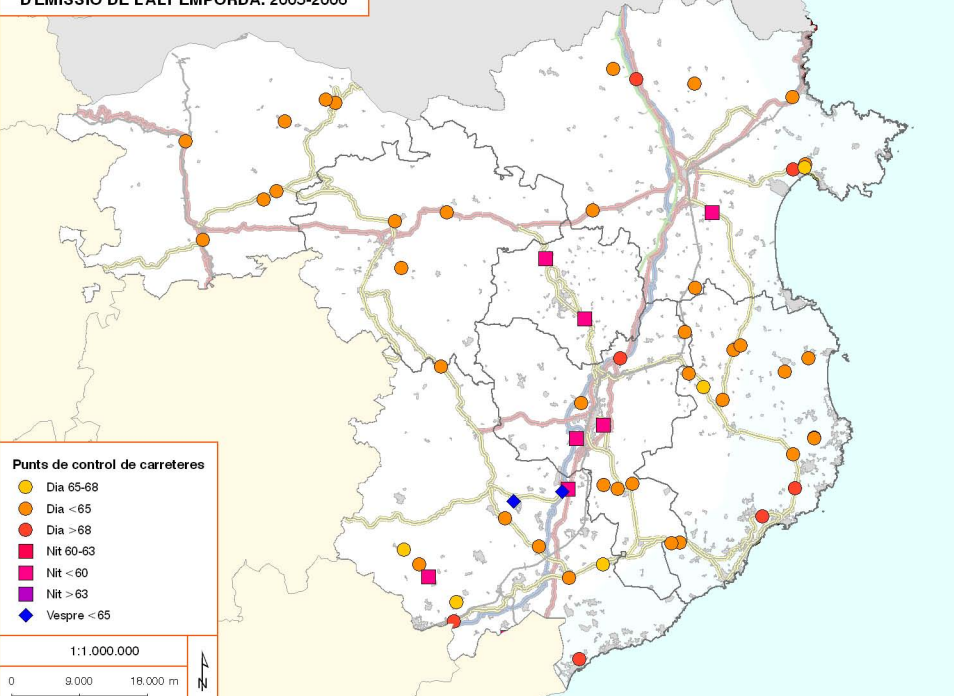 D'EMISSIÓ DE L'ALT EMPORDÀ. 2005-2006
Punts de control de carreteres
Dia 65-68
Dia <65
Dia >68
Nit 60-63
Nit <60
Nit >63
Vespre <65
1:1.000.000
N
0 9.000 18.000 m